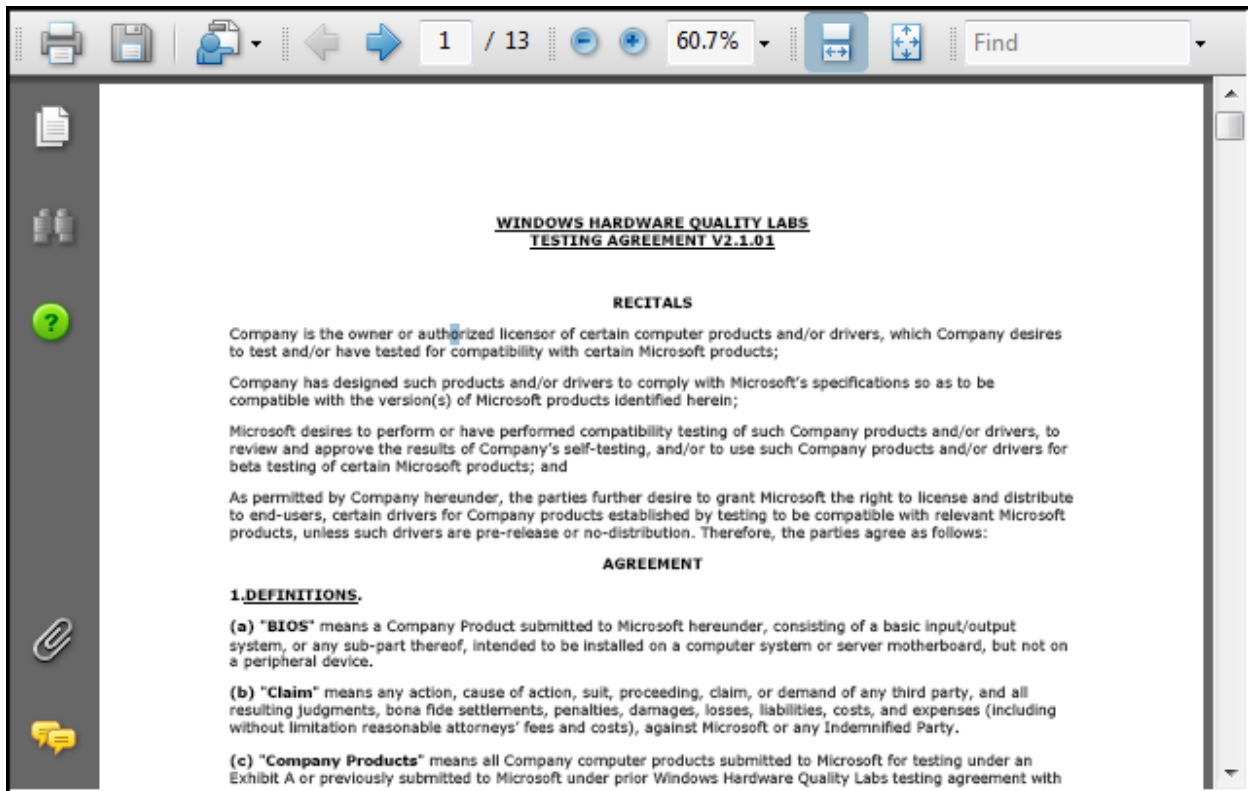 1 / 13 60.7% Find
WINDOWS HARDWARE QUALITY LABS
TESTING AGREEMENT V2.1.01
RECITALS
Company is the owner or authorized licensor of certain computer products and/or drivers, which Company desires
to test and/or have tested for compatibility with certain Microsoft products;
Company has designed such products and/or drivers to comply with Microsoft's specifications so as to be
compatible with the version(s) of Microsoft products identified herein;
Microsoft desires to perform or have performed compatibility testing of such Company products and/or drivers, to
review and approve the results of Company's self-testing, and/or to use such Company products and/or drivers for
beta testing of certain Microsoft products; and
As permitted by Company hereunder, the parties further desire to grant Microsoft the right to license and distribute
to end-users, certain drivers for Company products established by testing to be compatible with relevant Microsoft
products, unless such drivers are pre-release or no-distribution. Therefore, the parties agree as follows:
AGREEMENT
1.DEFINITIONS.
(a) "BIOS" means a Company Product submitted to Microsoft hereunder, consisting of a basic input/output
system, or any sub-part thereof, intended to be installed on a computer system or server motherboard, but not on
a peripheral device.
(b) "Claim" means any action, cause of action, suit, proceeding, claim, or demand of any third party, and all
resulting judgments, bona fide settlements, penalties, damages, losses, liabilities, costs, and expenses (including
without limitation reasonable attorneys' fees and costs), against Microsoft or any Indemnified Party.
(c) "Company Products" means all Company computer products submitted to Microsoft for testing under an
Exhibit A or previously submitted to Microsoft under prior Windows Hardware Quality Labs testing agreement with